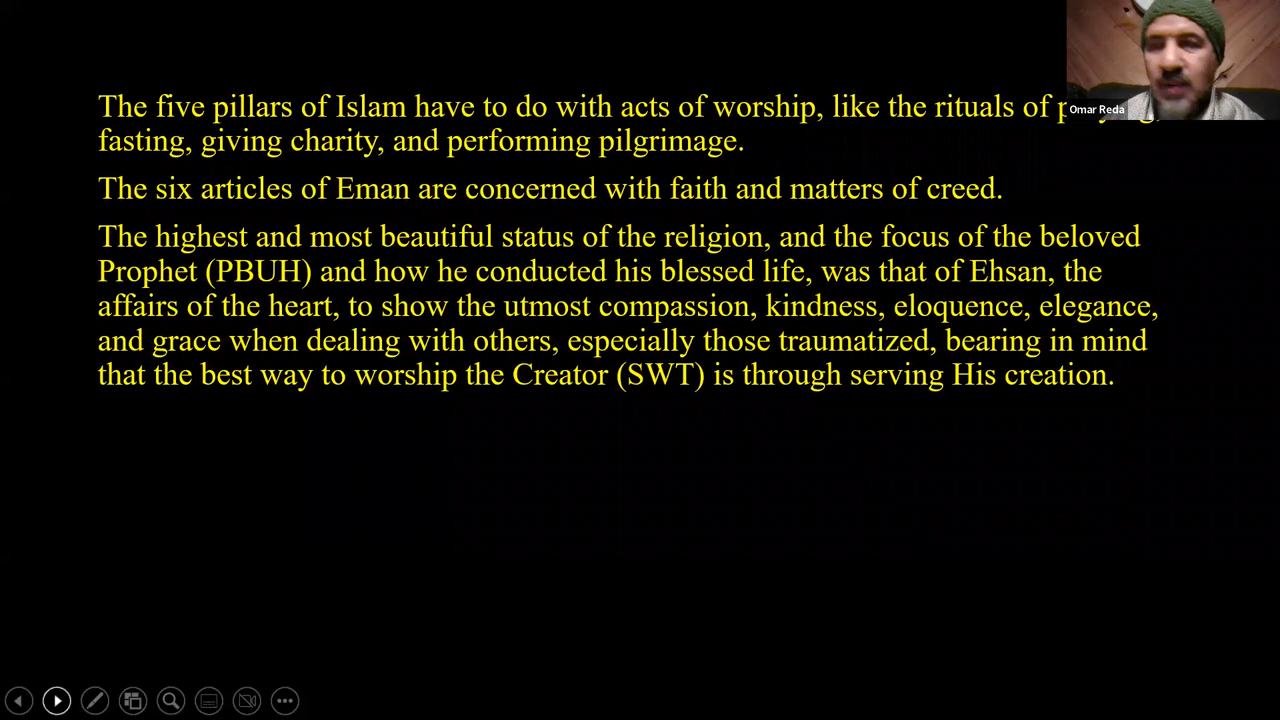 The five pillars of Islam have to do with acts of worship, like the rituals of
fasting, giving charity, and performing pilgrimage.
The six articles of Eman are concerned with faith and matters of creed.
The highest and most beautiful status of the religion, and the focus of the beloved
Prophet (PBUH) and how he conducted his blessed life, was that of Ehsan, the
affairs of the heart, to show the utmost compassion, kindness, eloquence, elegance,
and grace when dealing with others, especially those traumatized, bearing in mind
that the best way to worship the Creator (SWT) is through serving His creation.
Omar Reda